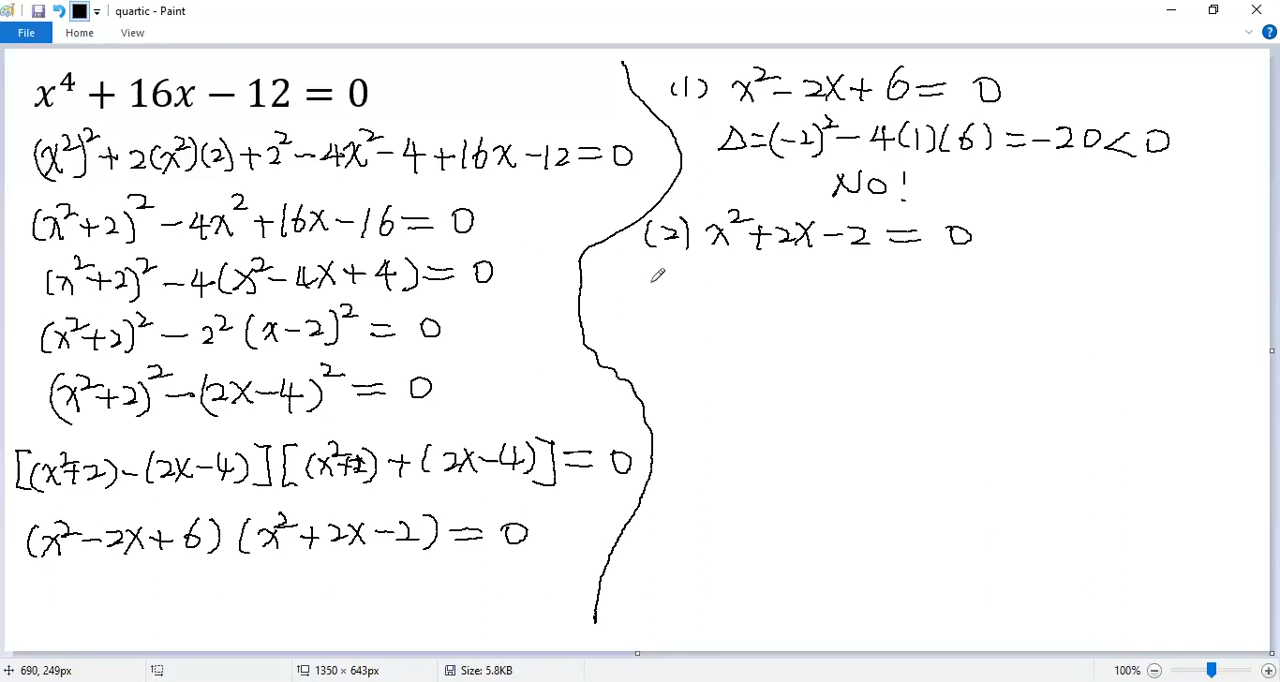 quartic - Paint
File Home View
x⁴ + 16x − 12 = 0
(x²)² + 2(x²)(2) + 2² − 4x² − 4 + 16x − 12 = 0
(x² + 2)² − 4x² + 16x − 16 = 0
(x² + 2)² − 4(x² − 4x + 4) = 0
(x² + 2)² − 2² (x − 2)² = 0
(x² + 2)² − (2x − 4)² = 0
[(x² + 2) − (2x − 4)] [(x² + 2) + (2x − 4)] = 0
(x² − 2x + 6) (x² + 2x − 2) = 0
(1) x² − 2x + 6 = 0
Δ = (−2)² − 4(1)(6) = −20 < 0
No!
(2) x² + 2x − 2 = 0
690, 249px 1350 × 643px Size: 5.8KB 100%